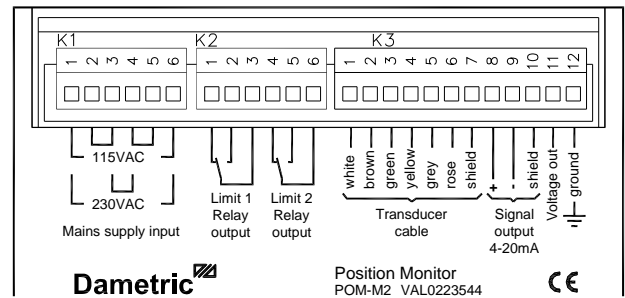 K1 K2 K3
1 2 3 4 5 6 1 2 3 4 5 6 1 2 3 4 5 6 7 8 9 10 11 12
115VAC
230VAC
Mains supply input
Limit 1
Relay
output
Limit 2
Relay
output
white
brown
green
yellow
grey
rose
shield
+
-
shield
Voltage out
ground
Transducer
cable
Signal
output
4-20mA
Dametric
Position Monitor
POM-M2 VAL0223544
CE